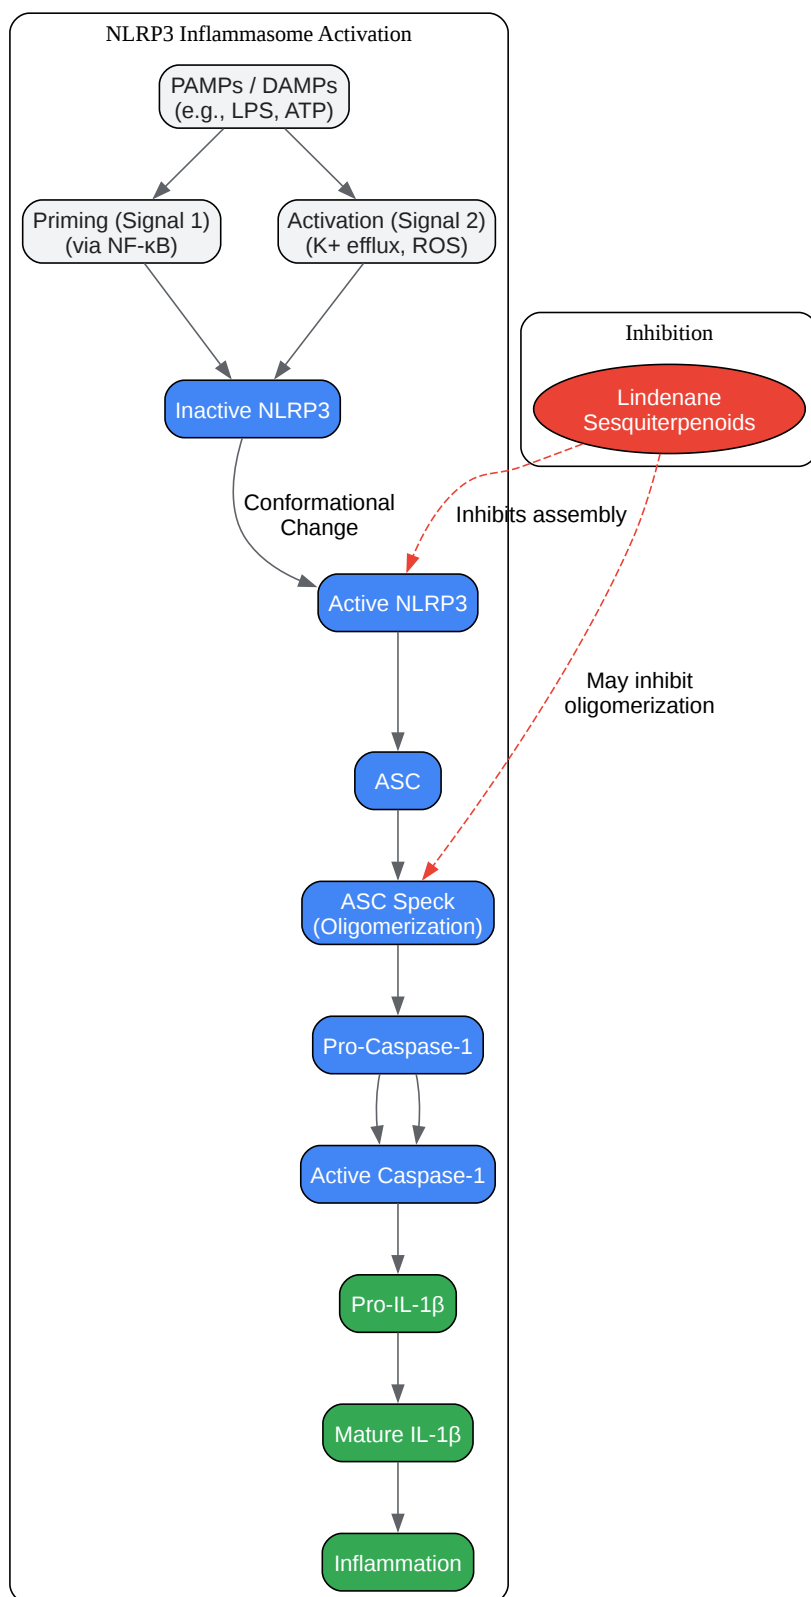 NLRP3 Inflammasome Activation
PAMPs / DAMPs
(e.g., LPS, ATP)
Priming (Signal 1)
(via NF-κB)
Activation (Signal 2)
(K+ efflux, ROS)
Inactive NLRP3
Inhibition
Lindenane
Sesquiterpenoids
Conformational
Change
Inhibits assembly
Active NLRP3
May inhibit
oligomerization
ASC
ASC Speck
(Oligomerization)
Pro-Caspase-1
Active Caspase-1
Pro-IL-1β
Mature IL-1β
Inflammation